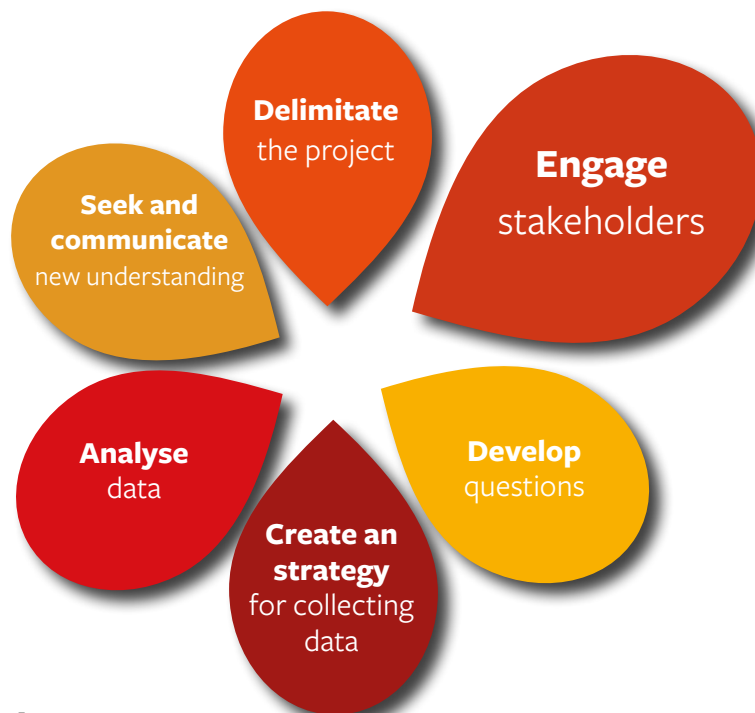 Delimitate
the project
Engage
stakeholders
Develop
questions
Create an
strategy
for collecting
data
Analyse
data
Seek and
communicate
new understanding